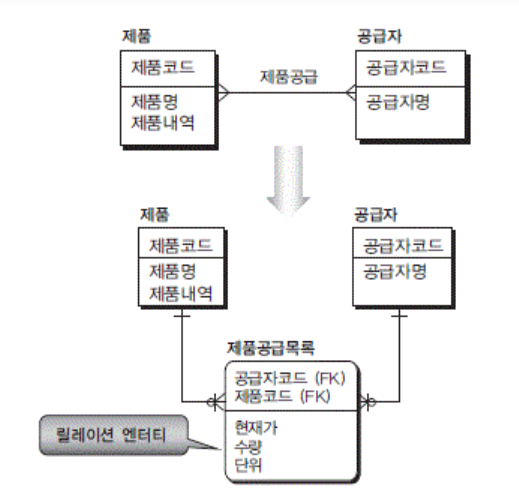 제품
공급자
제품코드
제품명
제품내역
제품공급
공급자코드
공급자명
제품
공급자
제품코드
제품명
제품내역
공급자코드
공급자명
제품공급목록
공급자코드 (FK)
제품코드 (FK)
현재가
수량
단위
릴레이션 엔터티